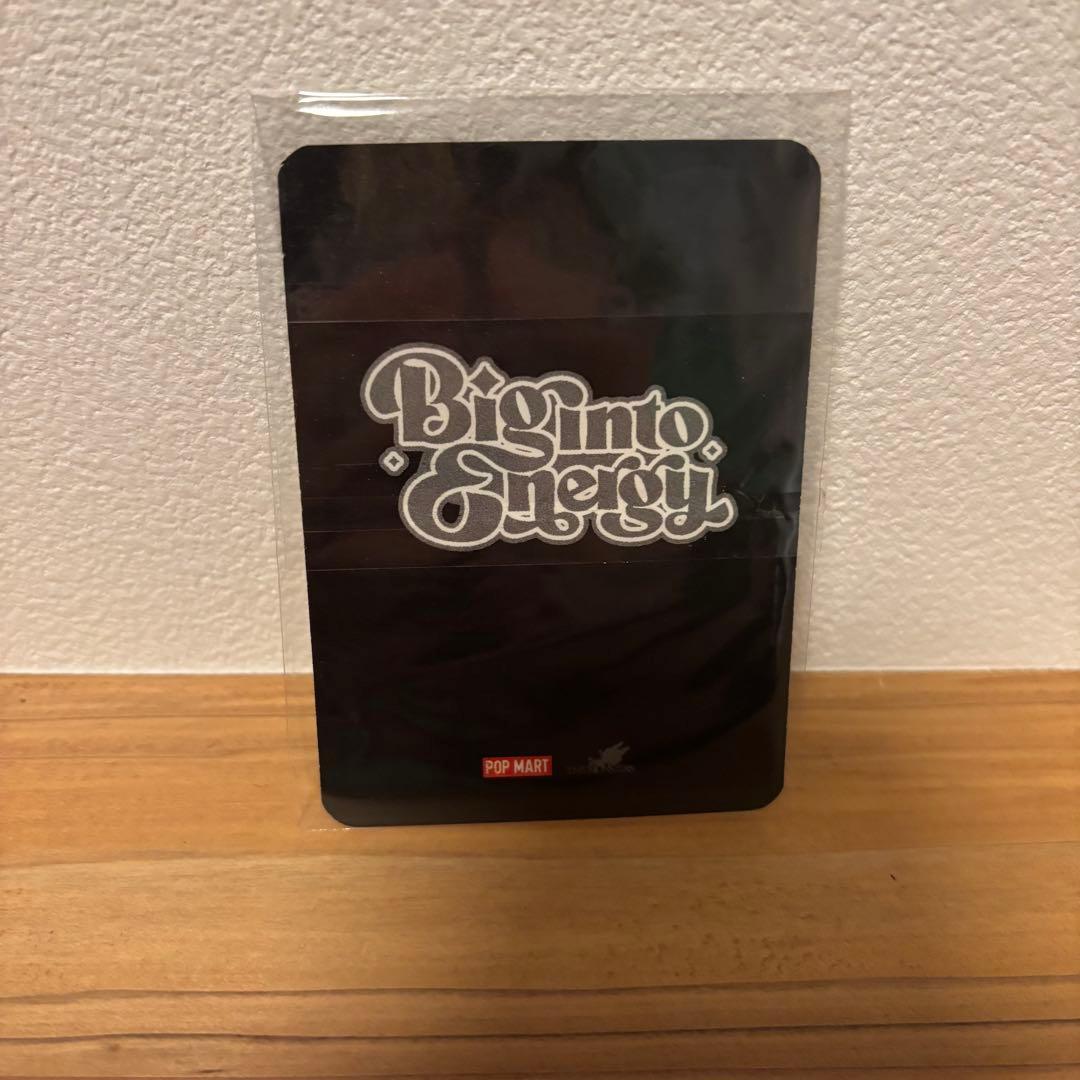 Big into
Energy
POP MART